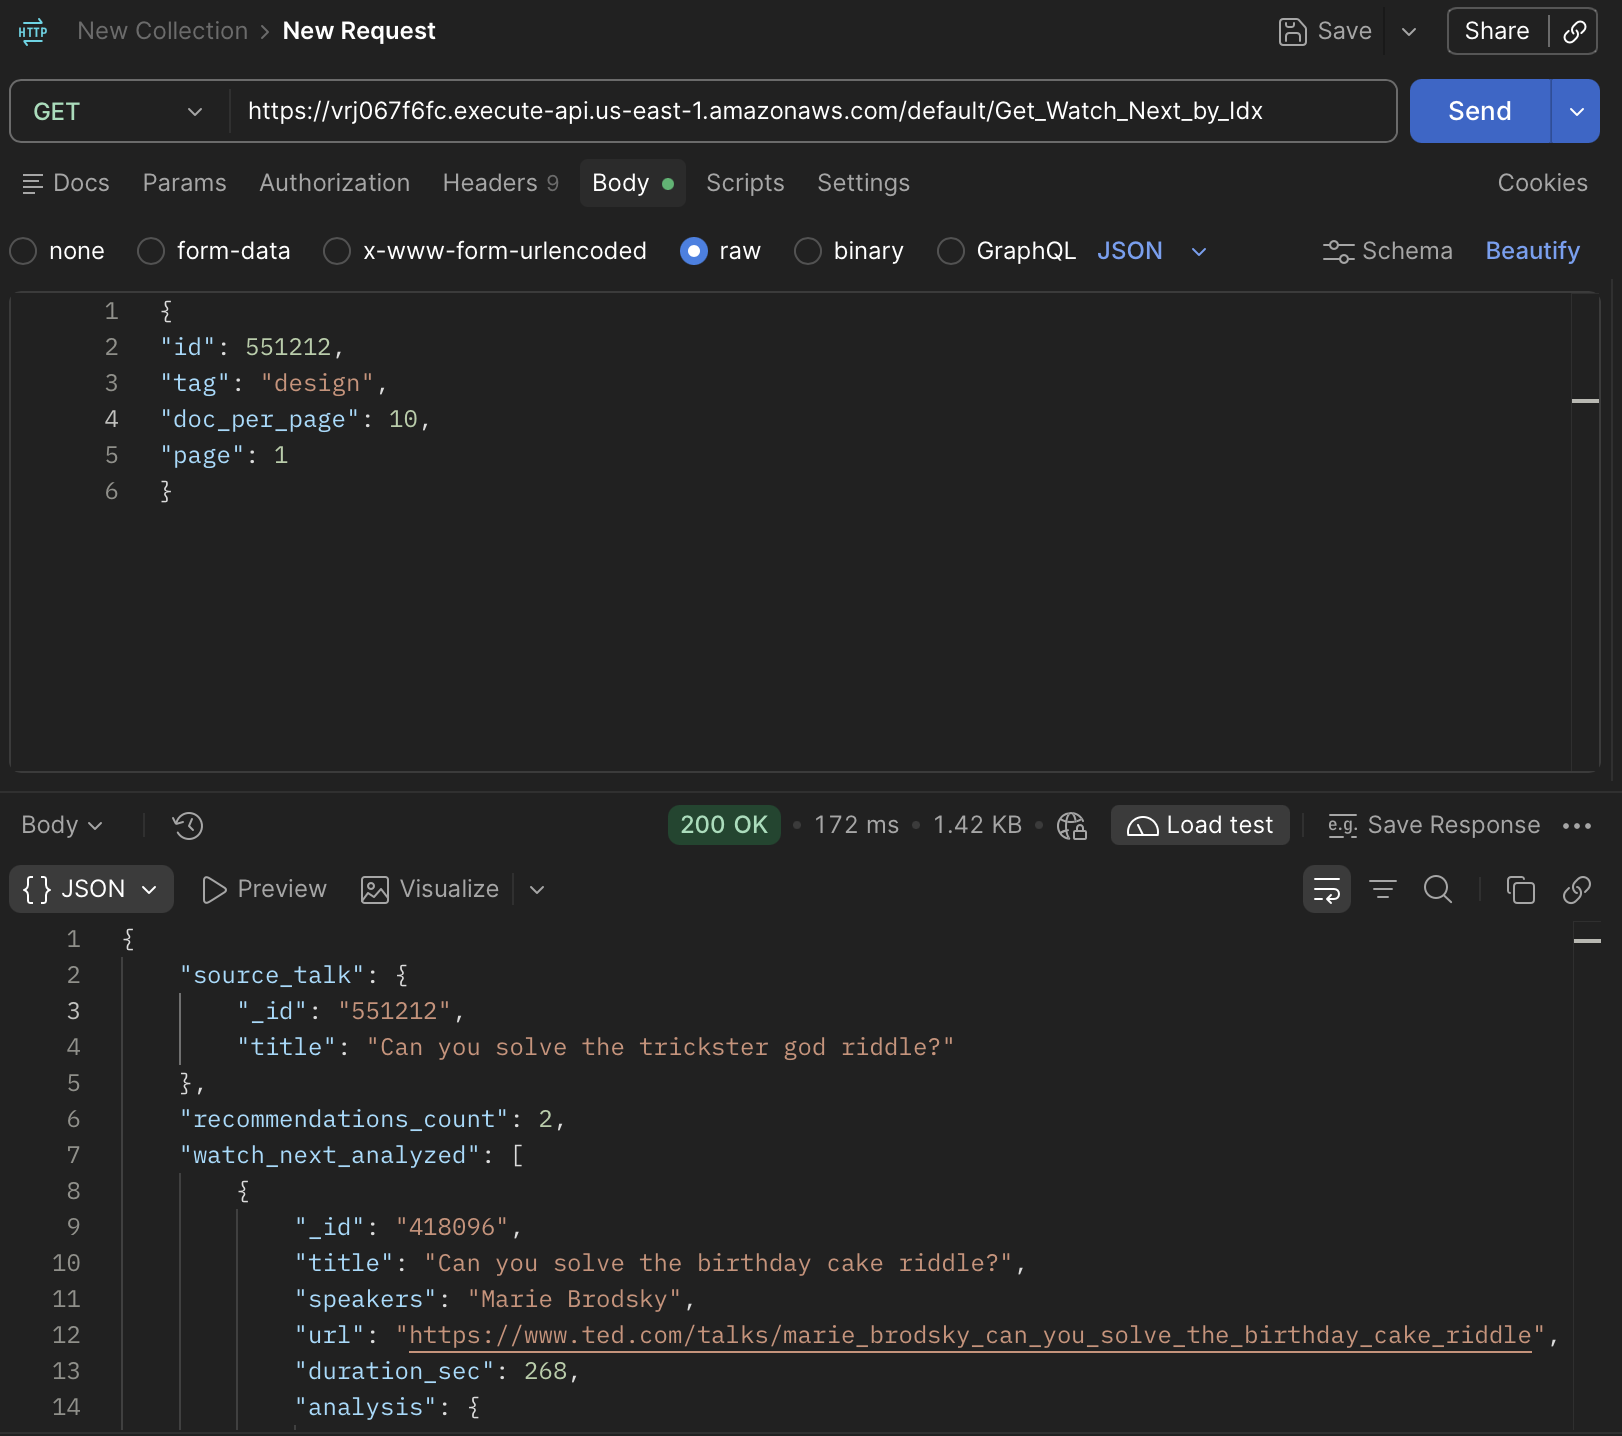 HTTP New Collection > New Request Save Share
GET https://vrj067f6fc.execute-api.us-east-1.amazonaws.com/default/Get_Watch_Next_by_Idx Send
Docs Params Authorization Headers 9 Body Scripts Settings Cookies
none form-data x-www-form-urlencoded raw binary GraphQL JSON Schema Beautify
1 {
2 "id": 551212,
3 "tag": "design",
4 "doc_per_page": 10,
5 "page": 1
6 }
Body 200 OK • 172 ms • 1.42 KB • Load test e.g. Save Response
{} JSON Preview Visualize
1 {
2 "source_talk": {
3 "_id": "551212",
4 "title": "Can you solve the trickster god riddle?"
5 },
6 "recommendations_count": 2,
7 "watch_next_analyzed": [
8 {
9 "_id": "418096",
10 "title": "Can you solve the birthday cake riddle?",
11 "speakers": "Marie Brodsky",
12 "url": "https://www.ted.com/talks/marie_brodsky_can_you_solve_the_birthday_cake_riddle",
13 "duration_sec": 268,
14 "analysis": {